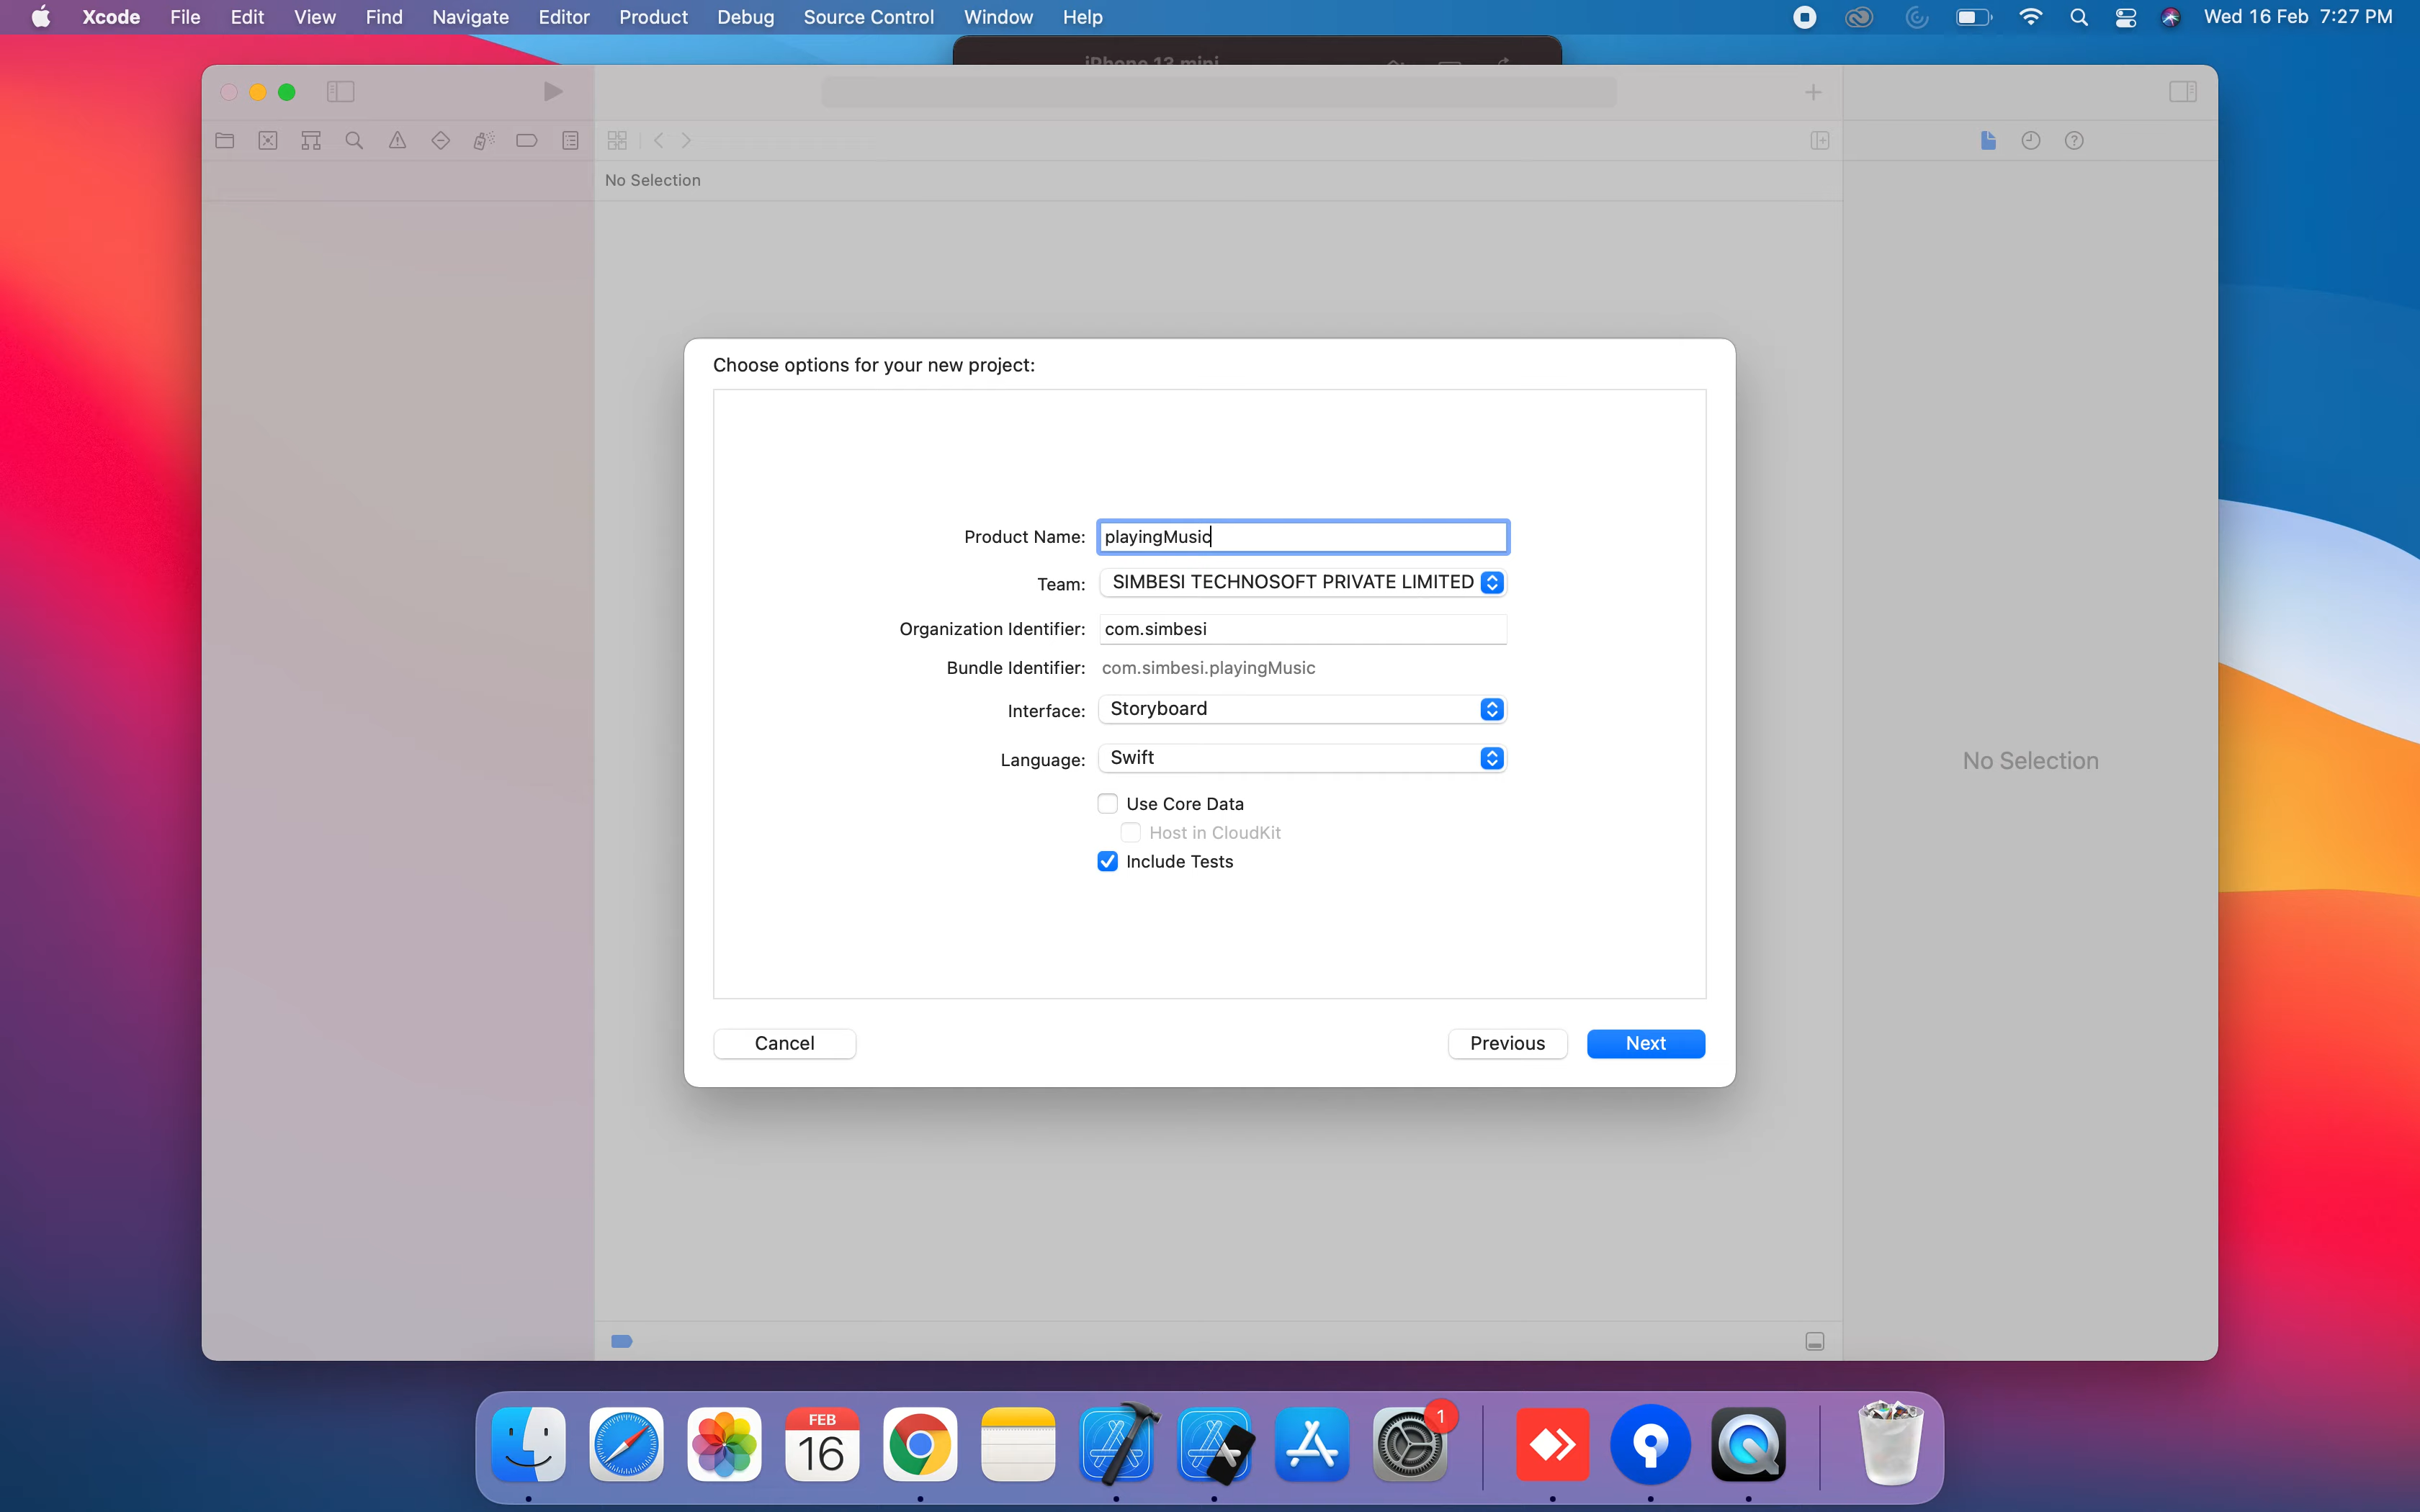 Xcode File Edit View Find Navigate Editor Product Debug Source Control Window Help Wed 16 Feb 7:27 PM
iPhone 13 mini
No Selection
Choose options for your new project:
Product Name: playingMusic
Team: SIMBESI TECHNOSOFT PRIVATE LIMITED
Organization Identifier: com.simbesi
Bundle Identifier: com.simbesi.playingMusic
Interface: Storyboard
Language: Swift
No Selection
Use Core Data
Host in CloudKit
Include Tests
Cancel Previous Next
FEB
16
1